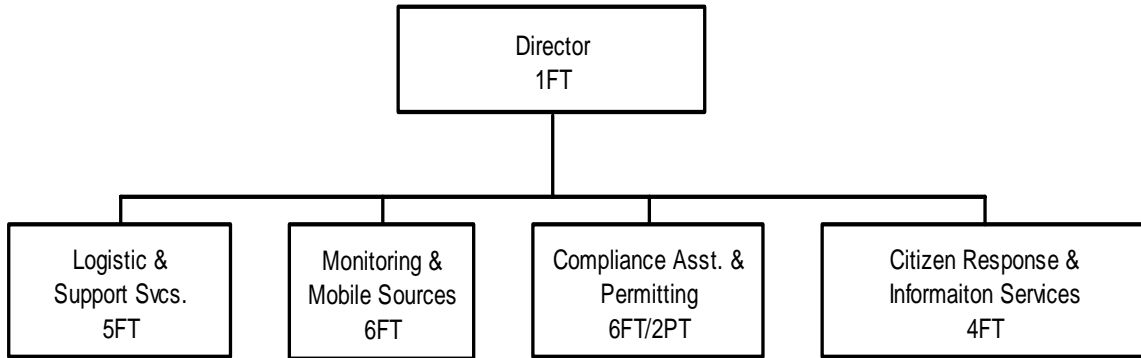 Director
1FT
Logistic &
Support Svcs.
5FT
Monitoring &
Mobile Sources
6FT
Compliance Asst. &
Permitting
6FT/2PT
Citizen Response &
Informaiton Services
4FT